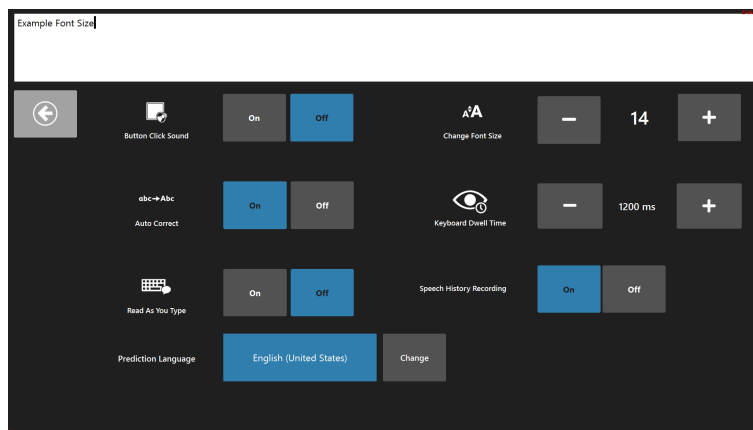 Example Font Size
Button Click Sound
On
Off
AAA
Change Font Size
14
abc→Abc
Auto Correct
On
Off
Keyboard Dwell Time
1200 ms
Read As You Type
On
Off
Speech History Recording
On
Off
Prediction Language
English (United States)
Change